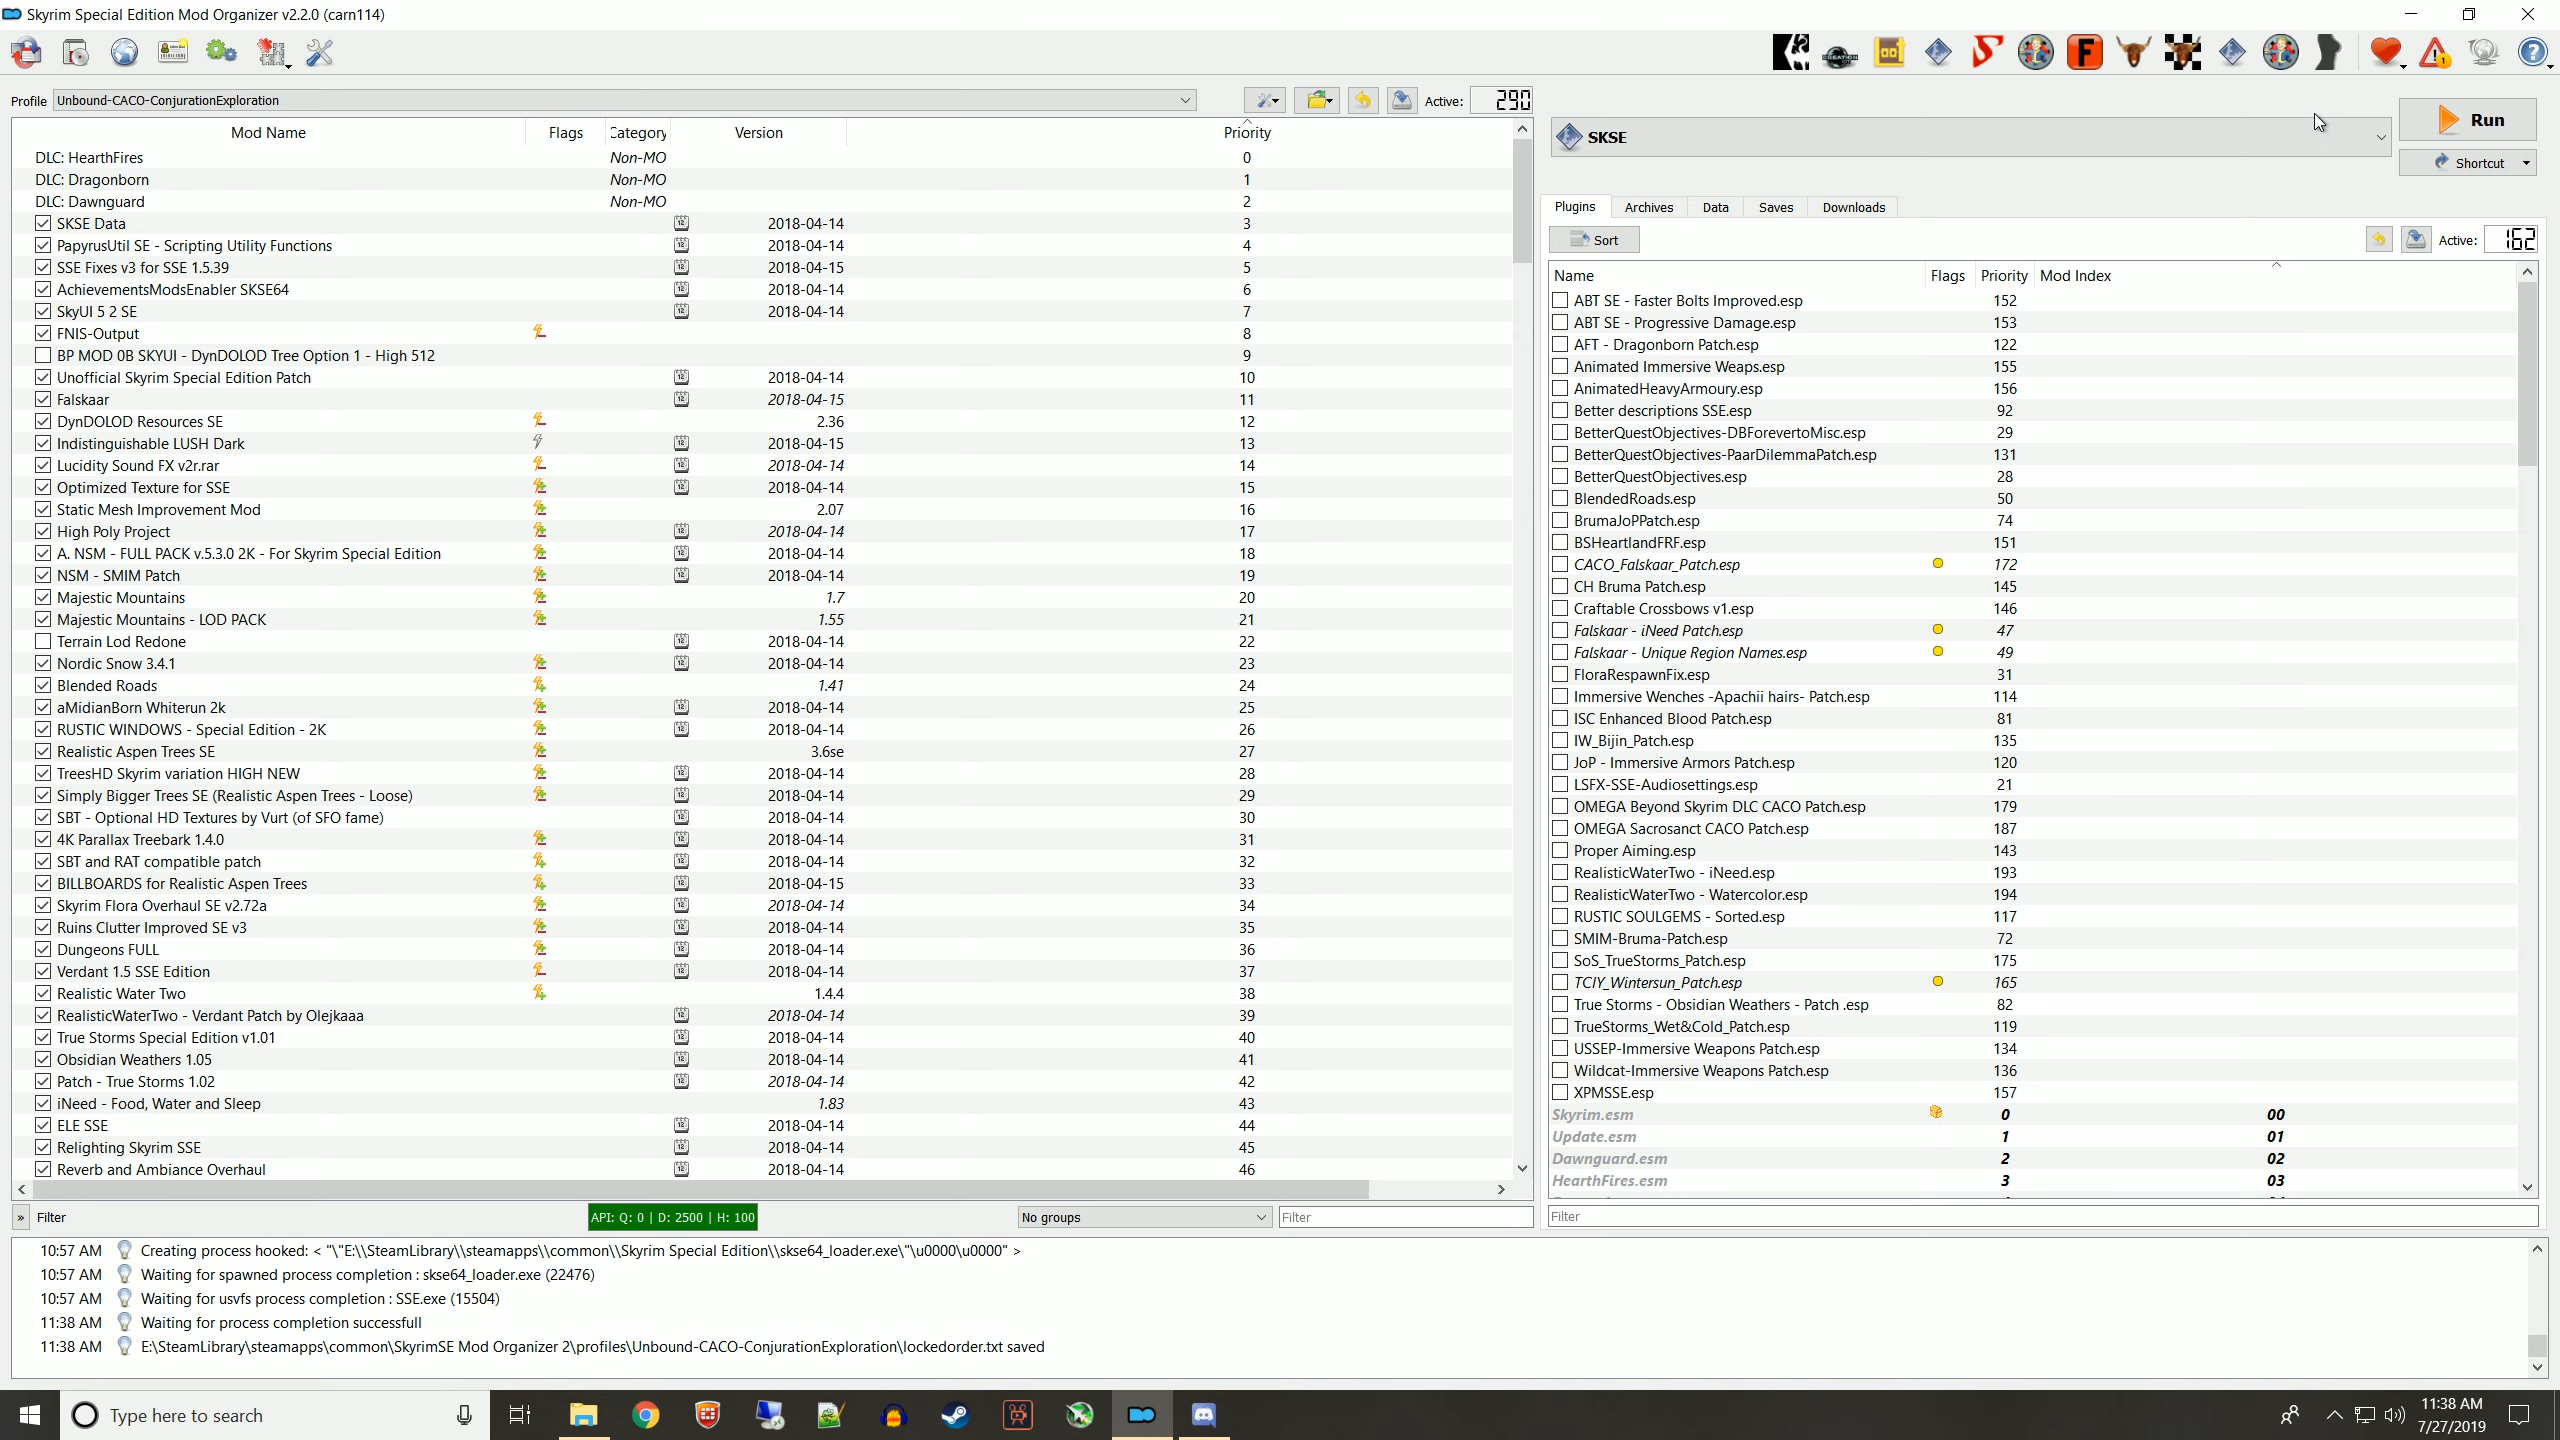 Skyrim Special Edition Mod Organizer v2.2.0 (carn114)
Profile Unbound-CACO-ConjurationExploration Active: 290
Mod Name Flags Category Version Priority
DLC: HearthFires Non-MO 0
DLC: Dragonborn Non-MO 1
DLC: Dawnguard Non-MO 2
SKSE Data 2018-04-14 3
PapyrusUtil SE - Scripting Utility Functions 2018-04-14 4
SSE Fixes v3 for SSE 1.5.39 2018-04-15 5
AchievementsModsEnabler SKSE64 2018-04-14 6
SkyUI 5 2 SE 2018-04-14 7
FNIS-Output 8
BP MOD 0B SKYUI - DynDOLOD Tree Option 1 - High 512 9
Unofficial Skyrim Special Edition Patch 2018-04-14 10
Falskaar 2018-04-15 11
DynDOLOD Resources SE 2.36 12
Indistinguishable LUSH Dark 2018-04-15 13
Lucidity Sound FX v2r.rar 2018-04-14 14
Optimized Texture for SSE 2018-04-14 15
Static Mesh Improvement Mod 2.07 16
High Poly Project 2018-04-14 17
A. NSM - FULL PACK v.5.3.0 2K - For Skyrim Special Edition 2018-04-14 18
NSM - SMIM Patch 2018-04-14 19
Majestic Mountains 1.7 20
Majestic Mountains - LOD PACK 1.55 21
Terrain Lod Redone 2018-04-14 22
Nordic Snow 3.4.1 2018-04-14 23
Blended Roads 1.41 24
aMidianBorn Whiterun 2k 2018-04-14 25
RUSTIC WINDOWS - Special Edition - 2K 2018-04-14 26
Realistic Aspen Trees SE 3.6se 27
TreesHD Skyrim variation HIGH NEW 2018-04-14 28
Simply Bigger Trees SE (Realistic Aspen Trees - Loose) 2018-04-14 29
SBT - Optional HD Textures by Vurt (of SFO fame) 2018-04-14 30
4K Parallax Treebark 1.4.0 2018-04-14 31
SBT and RAT compatible patch 2018-04-14 32
BILLBOARDS for Realistic Aspen Trees 2018-04-15 33
Skyrim Flora Overhaul SE v2.72a 2018-04-14 34
Ruins Clutter Improved SE v3 2018-04-14 35
Dungeons FULL 2018-04-14 36
Verdant 1.5 SSE Edition 2018-04-14 37
Realistic Water Two 1.4.4 38
RealisticWaterTwo - Verdant Patch by Olejkaaa 2018-04-14 39
True Storms Special Edition v1.01 2018-04-14 40
Obsidian Weathers 1.05 2018-04-14 41
Patch - True Storms 1.02 2018-04-14 42
iNeed - Food, Water and Sleep 1.83 43
ELE SSE 2018-04-14 44
Relighting Skyrim SSE 2018-04-14 45
Reverb and Ambiance Overhaul 2018-04-14 46
» Filter API: Q: 0 | D: 2500 | H: 100 No groups Filter
SKSE Run
Shortcut
Plugins Archives Data Saves Downloads
Sort Active: 162
Name Flags Priority Mod Index
ABT SE - Faster Bolts Improved.esp 152
ABT SE - Progressive Damage.esp 153
AFT - Dragonborn Patch.esp 122
Animated Immersive Weaps.esp 155
AnimatedHeavyArmoury.esp 156
Better descriptions SSE.esp 92
BetterQuestObjectives-DBForevertoMisc.esp 29
BetterQuestObjectives-PaarDilemmaPatch.esp 131
BetterQuestObjectives.esp 28
BlendedRoads.esp 50
BrumaJoPPatch.esp 74
BSHeartlandFRF.esp 151
CACO_Falskaar_Patch.esp 172
CH Bruma Patch.esp 145
Craftable Crossbows v1.esp 146
Falskaar - iNeed Patch.esp 47
Falskaar - Unique Region Names.esp 49
FloraRespawnFix.esp 31
Immersive Wenches -Apachii hairs- Patch.esp 114
ISC Enhanced Blood Patch.esp 81
IW_Bijin_Patch.esp 135
JoP - Immersive Armors Patch.esp 120
LSFX-SSE-Audiosettings.esp 21
OMEGA Beyond Skyrim DLC CACO Patch.esp 179
OMEGA Sacrosanct CACO Patch.esp 187
Proper Aiming.esp 143
RealisticWaterTwo - iNeed.esp 193
RealisticWaterTwo - Watercolor.esp 194
RUSTIC SOULGEMS - Sorted.esp 117
SMIM-Bruma-Patch.esp 72
SoS_TrueStorms_Patch.esp 175
TCIY_Wintersun_Patch.esp 165
True Storms - Obsidian Weathers - Patch .esp 82
TrueStorms_Wet&Cold_Patch.esp 119
USSEP-Immersive Weapons Patch.esp 134
Wildcat-Immersive Weapons Patch.esp 136
XPMSSE.esp 157
Skyrim.esm 0 00
Update.esm 1 01
Dawnguard.esm 2 02
HearthFires.esm 3 03
Filter
10:57 AM Creating process hooked: < "\"E:\\SteamLibrary\\steamapps\\common\\Skyrim Special Edition\\skse64_loader.exe\"\u0000\u0000" >
10:57 AM Waiting for spawned process completion : skse64_loader.exe (22476)
10:57 AM Waiting for usvfs process completion : SSE.exe (15504)
11:38 AM Waiting for process completion successfull
11:38 AM E:\SteamLibrary\steamapps\common\SkyrimSE Mod Organizer 2\profiles\Unbound-CACO-ConjurationExploration\lockedorder.txt saved
Type here to search
11:38 AM
7/27/2019